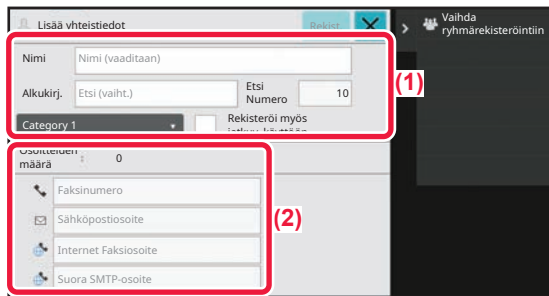 Lisää yhteistiedot
Rekist.
Vaihda
ryhmärekisteröintiin
Nimi
Nimi (vaaditaan)
(1)
Alkukirj.
Etsi (vaiht.)
Etsi
Numero
10
Category 1
Rekisteröi myös
Osoitteiden
määrä : 0
Faksinumero
(2)
Sähköpostiosoite
Internet Faksiosoite
Suora SMTP-osoite